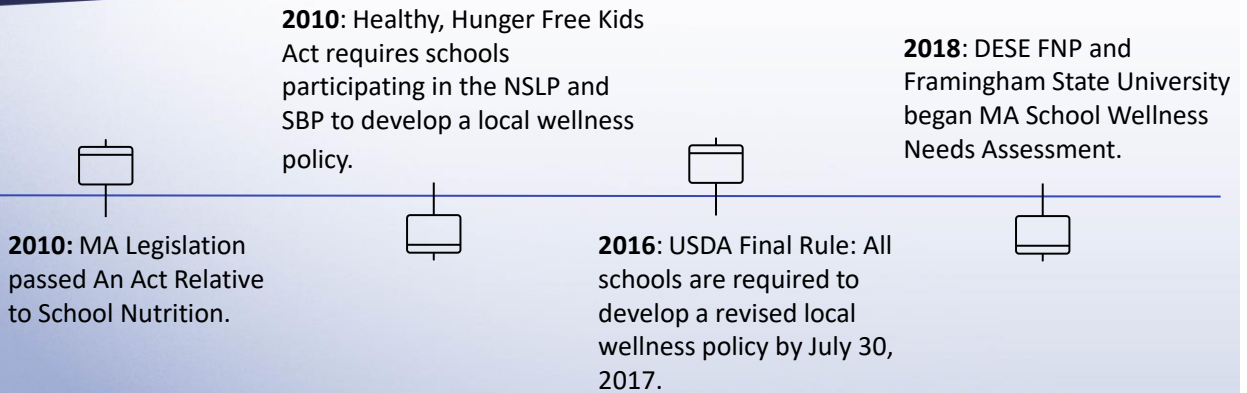 2010: MA Legislation
passed An Act Relative
to School Nutrition.
2010: Healthy, Hunger Free Kids
Act requires schools
participating in the NSLP and
SBP to develop a local wellness
policy.
2016: USDA Final Rule: All
schools are required to
develop a revised local
wellness policy by July 30,
2017.
2018: DESE FNP and
Framingham State University
began MA School Wellness
Needs Assessment.